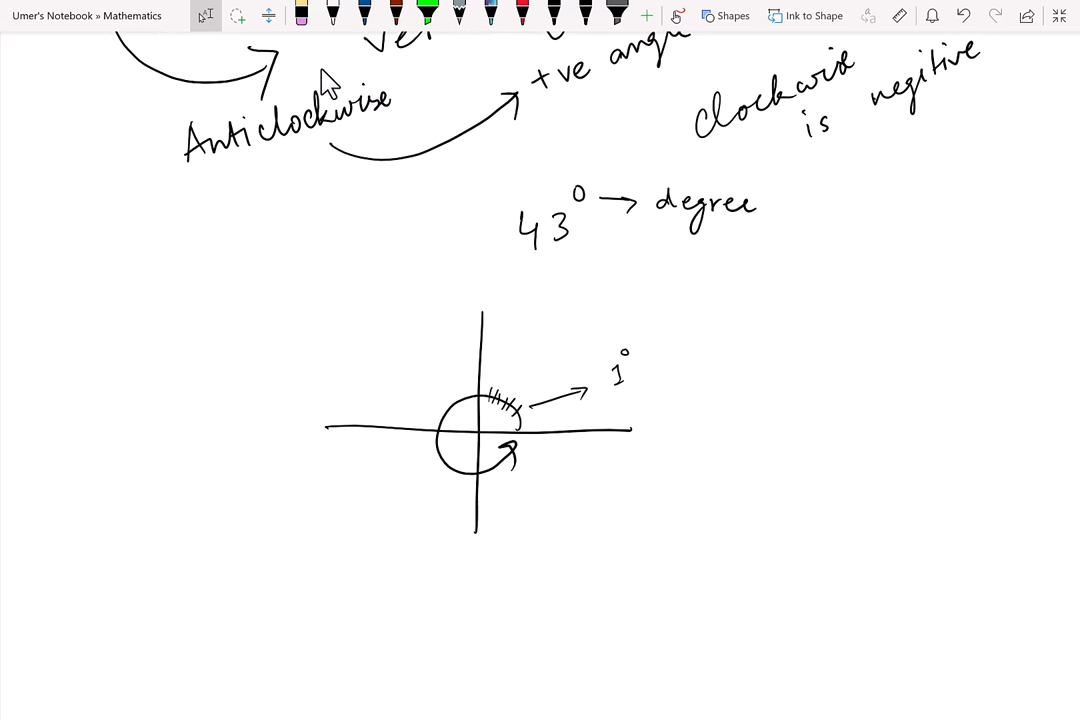 Umer's Notebook » Mathematics
Shapes
Ink to Shape
+ve angle
Anticlockwise
clockwise
is negitive
43° → degree
1°